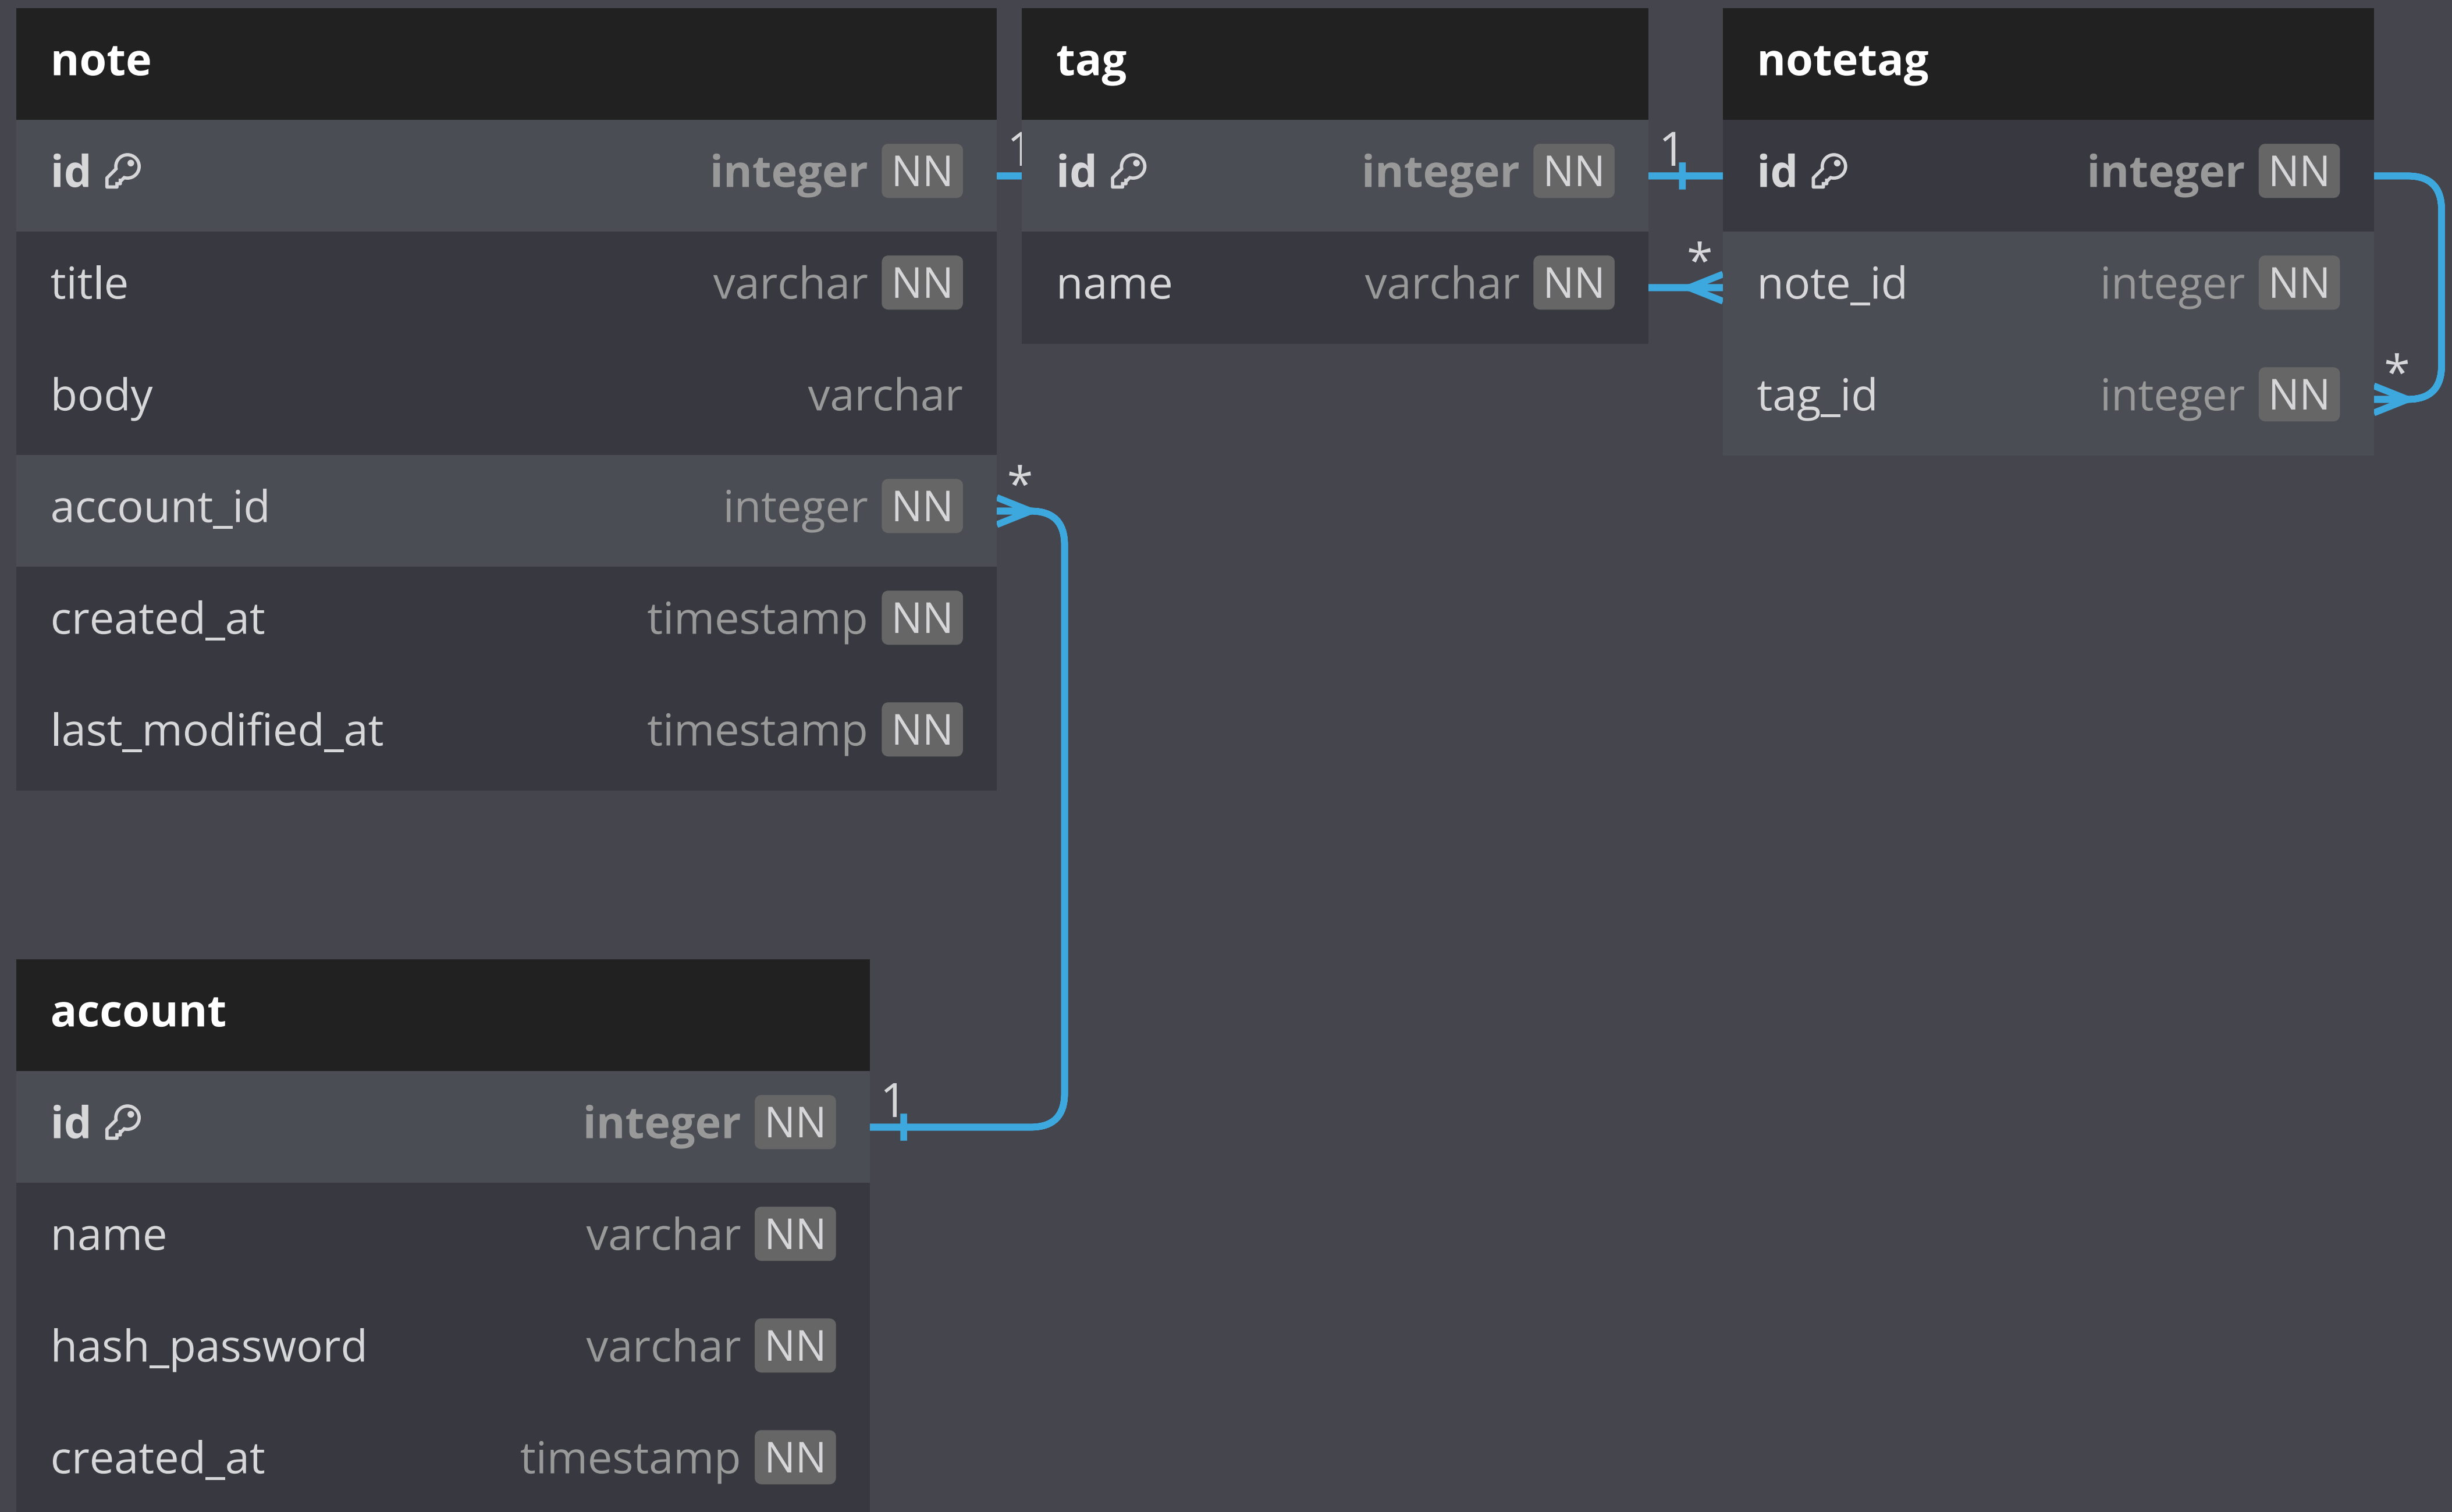 note
id integer NN
title varchar NN
body varchar
account_id integer NN
created_at timestamp NN
last_modified_at timestamp NN
1
*
tag
id integer NN
name varchar NN
1
*
notetag
id integer NN
note_id integer NN
tag_id integer NN
*
account
id integer NN
name varchar NN
hash_password varchar NN
created_at timestamp NN
1